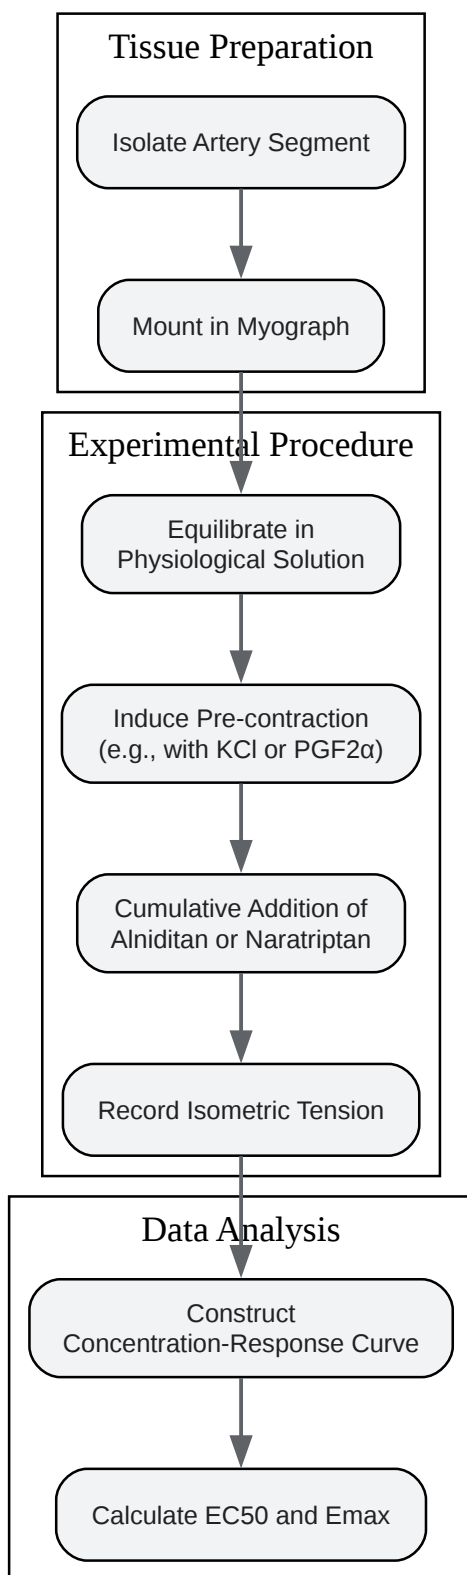 Tissue Preparation
Isolate Artery Segment
Mount in Myograph
Experimental Procedure
Equilibrate in
Physiological Solution
Induce Pre-contraction
(e.g., with KCl or PGF2α)
Cumulative Addition of
Alniditan or Naratriptan
Record Isometric Tension
Data Analysis
Construct
Concentration-Response Curve
Calculate EC50 and Emax